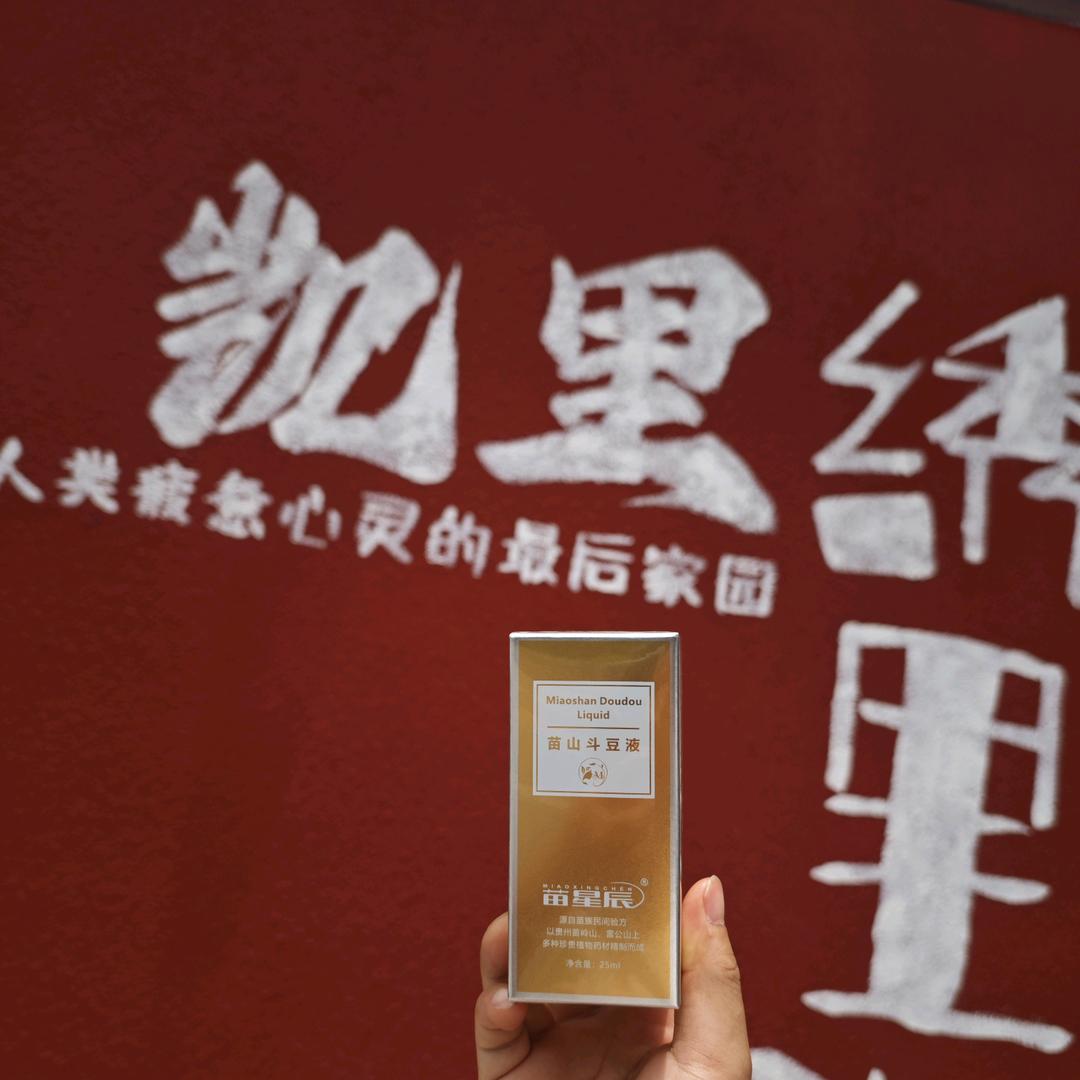 凯里
人类疲惫心灵的最后家园
里
Miaoshan Doudou
Liquid
苗山斗豆液
MIAOXINGCHEN
苗星辰®
源自苗族民间验方
以贵州苗岭山、雷公山上
多种珍贵植物药材精制而成
净含量：25ml